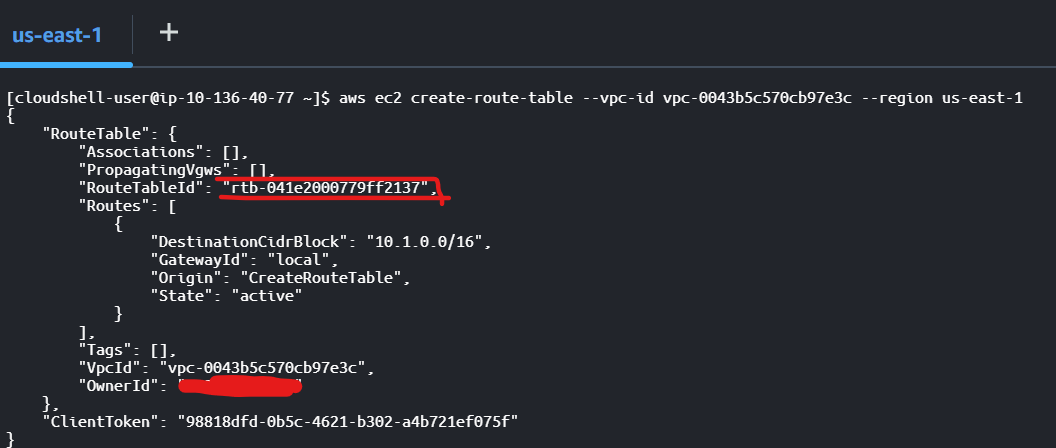 us-east-1 +
[cloudshell-user@ip-10-136-40-77 ~]$ aws ec2 create-route-table --vpc-id vpc-0043b5c570cb97e3c --region us-east-1
{
    "RouteTable": {
        "Associations": [],
        "PropagatingVgws": [],
        "RouteTableId": "rtb-041e2000779ff2137",
        "Routes": [
            {
                "DestinationCidrBlock": "10.1.0.0/16",
                "GatewayId": "local",
                "Origin": "CreateRouteTable",
                "State": "active"
            }
        ],
        "Tags": [],
        "VpcId": "vpc-0043b5c570cb97e3c",
        "OwnerId":
    },
    "ClientToken": "98818dfd-0b5c-4621-b302-a4b721ef075f"
}